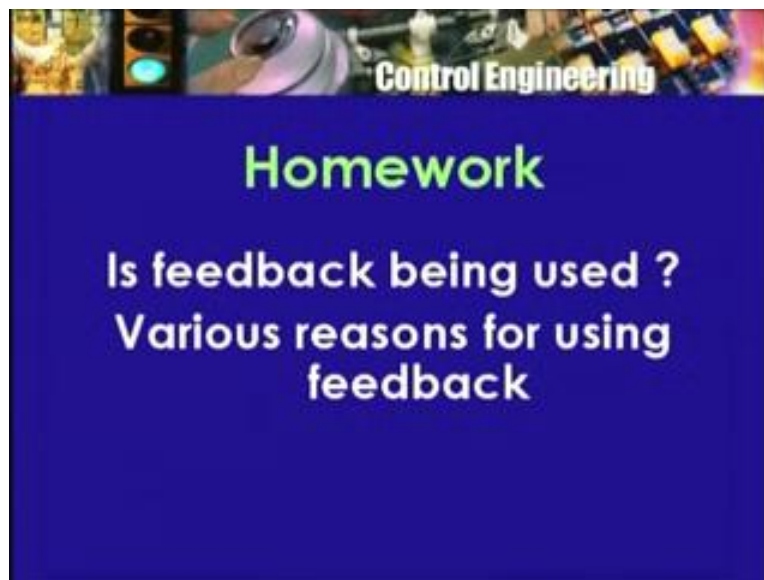 Control Engineering
Homework
Is feedback being used ?
Various reasons for using
feedback